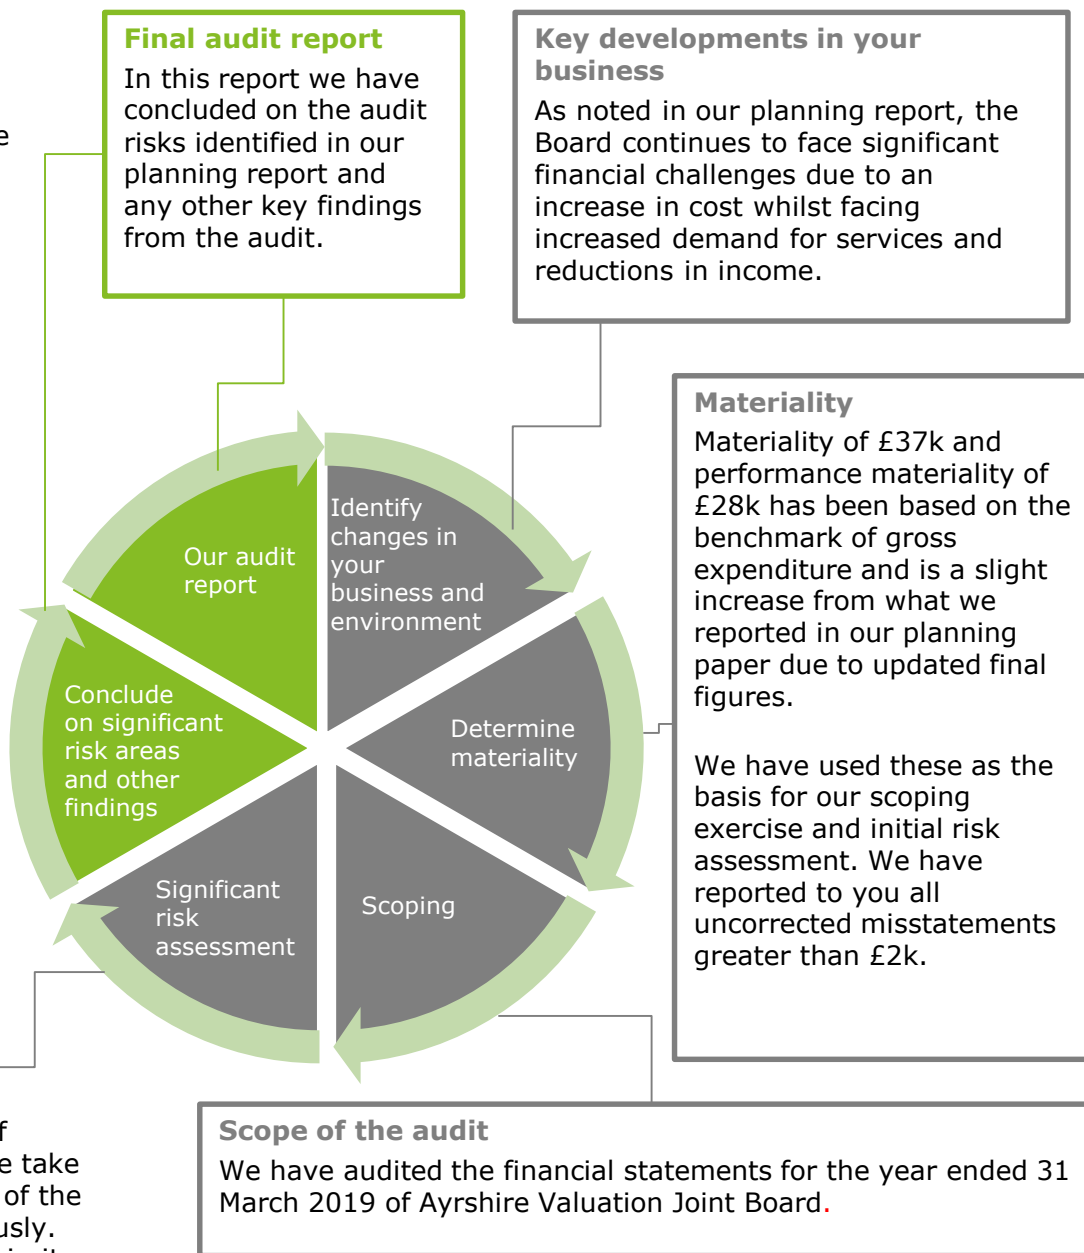 Final audit report
In this report we have
concluded on the audit
risks identified in our
planning report and
any other key findings
from the audit.
Key developments in your
business
As noted in our planning report, the
Board continues to face significant
financial challenges due to an
increase in cost whilst facing
increased demand for services and
reductions in income.
Materiality
Materiality of £37k and
performance materiality of
£28k has been based on the
benchmark of gross
expenditure and is a slight
increase from what we
reported in our planning
paper due to updated final
figures.
We have used these as the
basis for our scoping
exercise and initial risk
assessment. We have
reported to you all
uncorrected misstatements
greater than £2k.
Identify
changes in
your
business and
environment
Determine
materiality
Scoping
Significant
risk
assessment
Conclude
on significant
risk areas
and other
findings
Our audit
report
take
of the
Scope of the audit
We have audited the financial statements for the year ended 31
March 2019 of Ayrshire Valuation Joint Board.